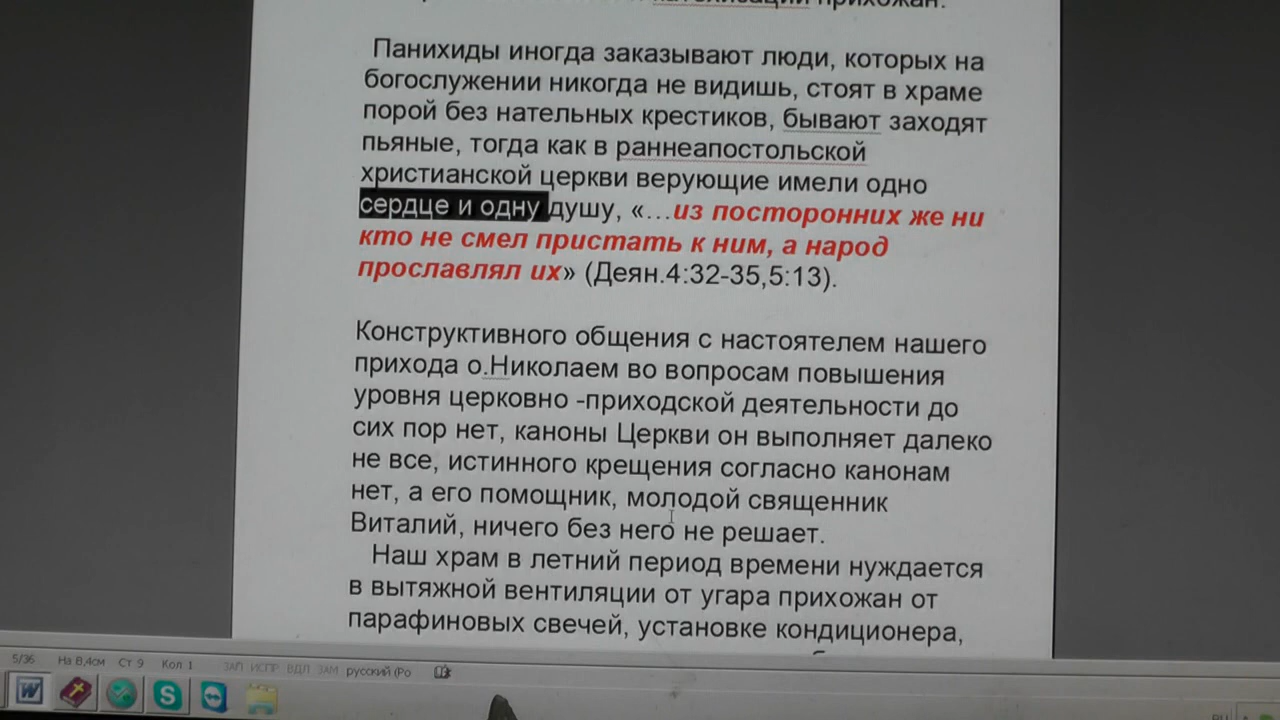 прихожан.
Панихиды иногда заказывают люди, которых на
богослужении никогда не видишь, стоят в храме
порой без нательных крестиков, бывают заходят
пьяные, тогда как в раннеапостольской
христианской церкви верующие имели одно
сердце и одну душу, «…из посторонних же ни
кто не смел пристать к ним, а народ
прославлял их» (Деян.4:32-35,5:13).
Конструктивного общения с настоятелем нашего
прихода о.Николаем во вопросам повышения
уровня церковно -приходской деятельности до
сих пор нет, каноны Церкви он выполняет далеко
не все, истинного крещения согласно канонам
нет, а его помощник, молодой священник
Виталий, ничего без него не решает.
Наш храм в летний период времени нуждается
в вытяжной вентиляции от угара прихожан от
парафиновых свечей, установке кондиционера,
5/36 На 8,4см Ст 9 Кол 1 ЗАП ИСПР ВДЛ ЗАМ русский (Ро
W S
RU